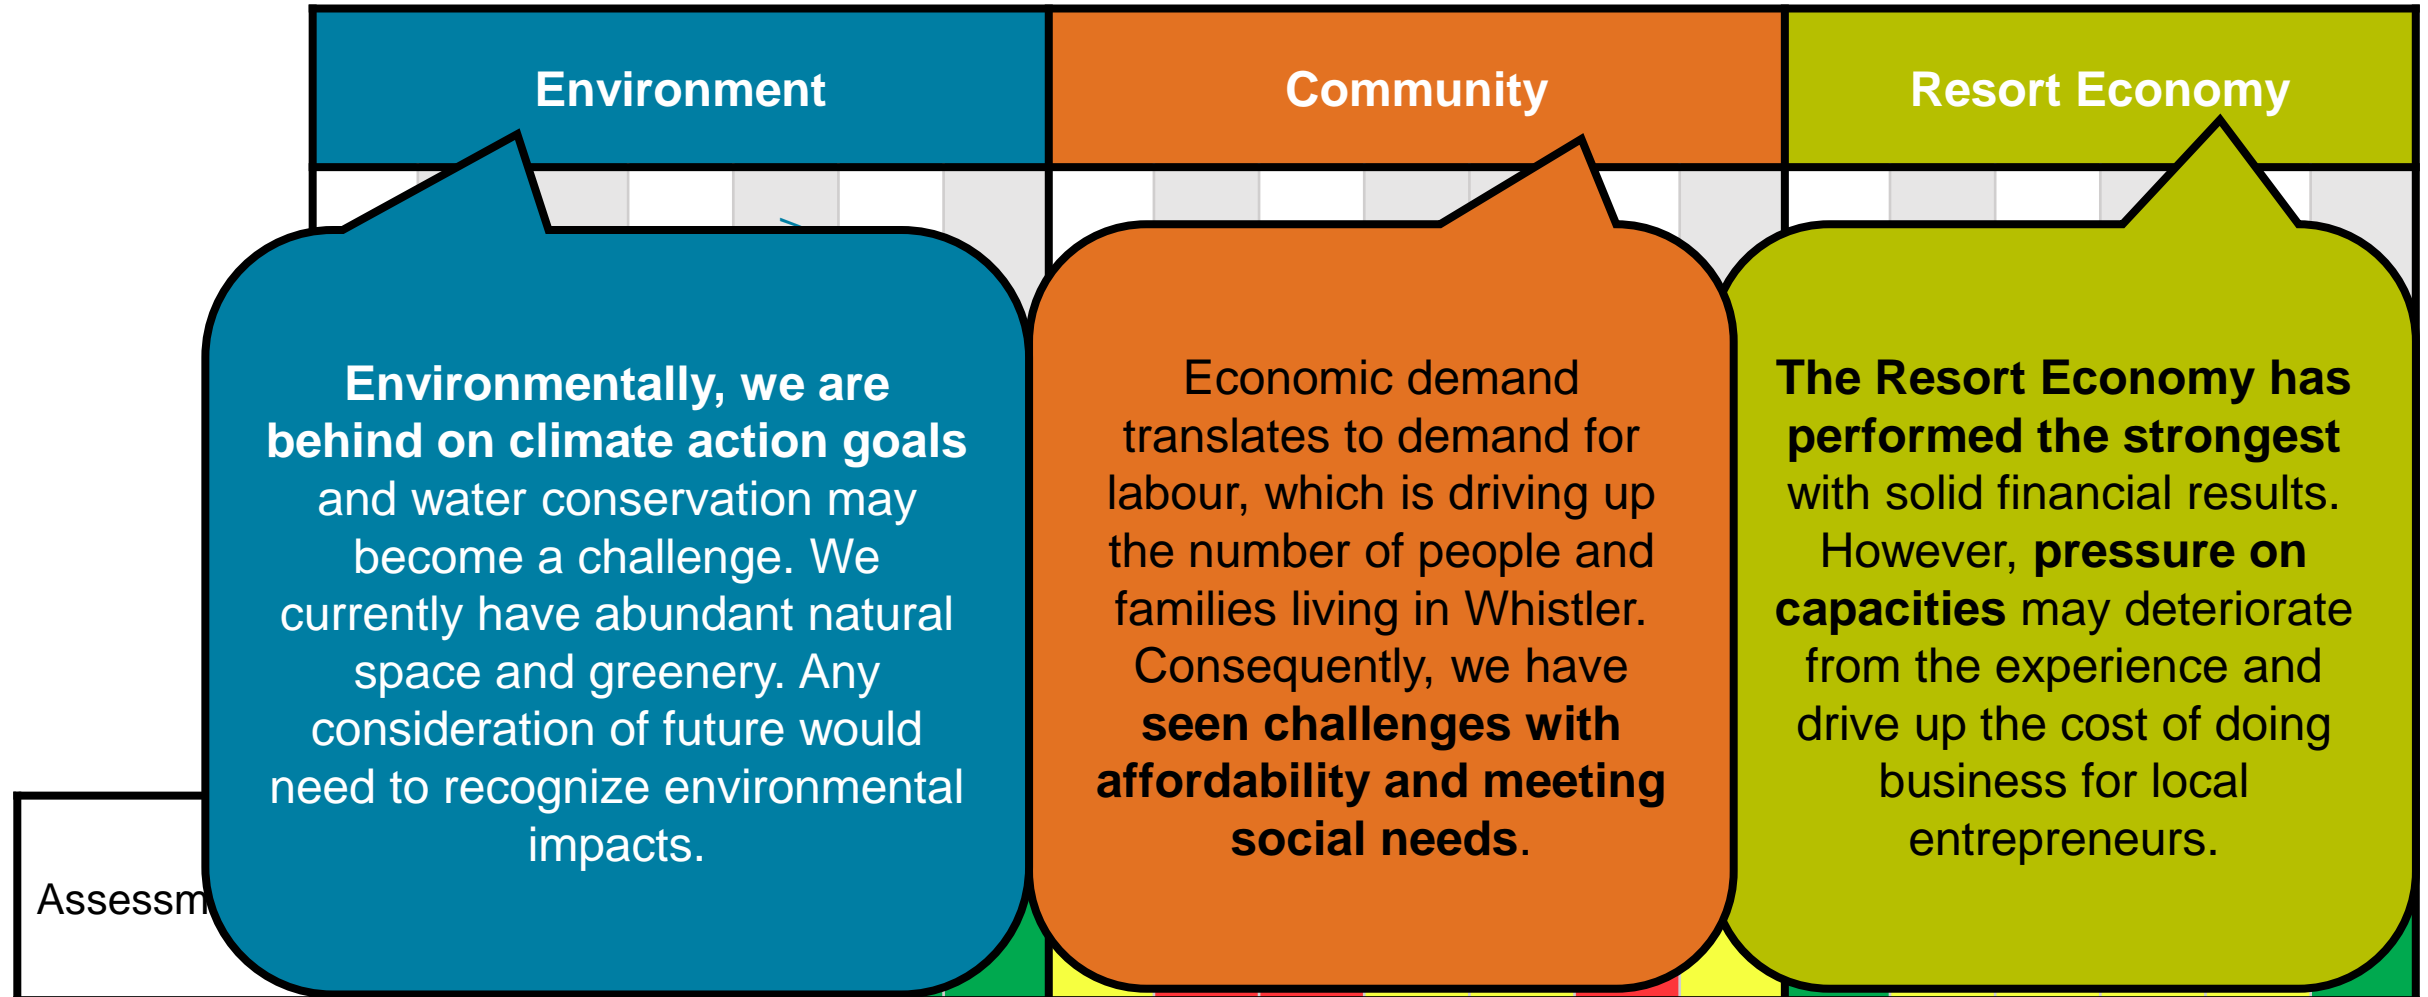 Environment
Community
Resort Economy
Environmentally, we are
behind on climate action goals
and water conservation may
become a challenge. We
currently have abundant natural
space and greenery. Any
consideration of future would
need to recognize environmental
impacts.
Economic demand
translates to demand for
labour, which is driving up
the number of people and
families living in Whistler.
Consequently, we have
seen challenges with
affordability and meeting
social needs.
The Resort Economy has
performed the strongest
with solid financial results.
However, pressure on
capacities may deteriorate
from the experience and
drive up the cost of doing
business for local
entrepreneurs.
Assessm